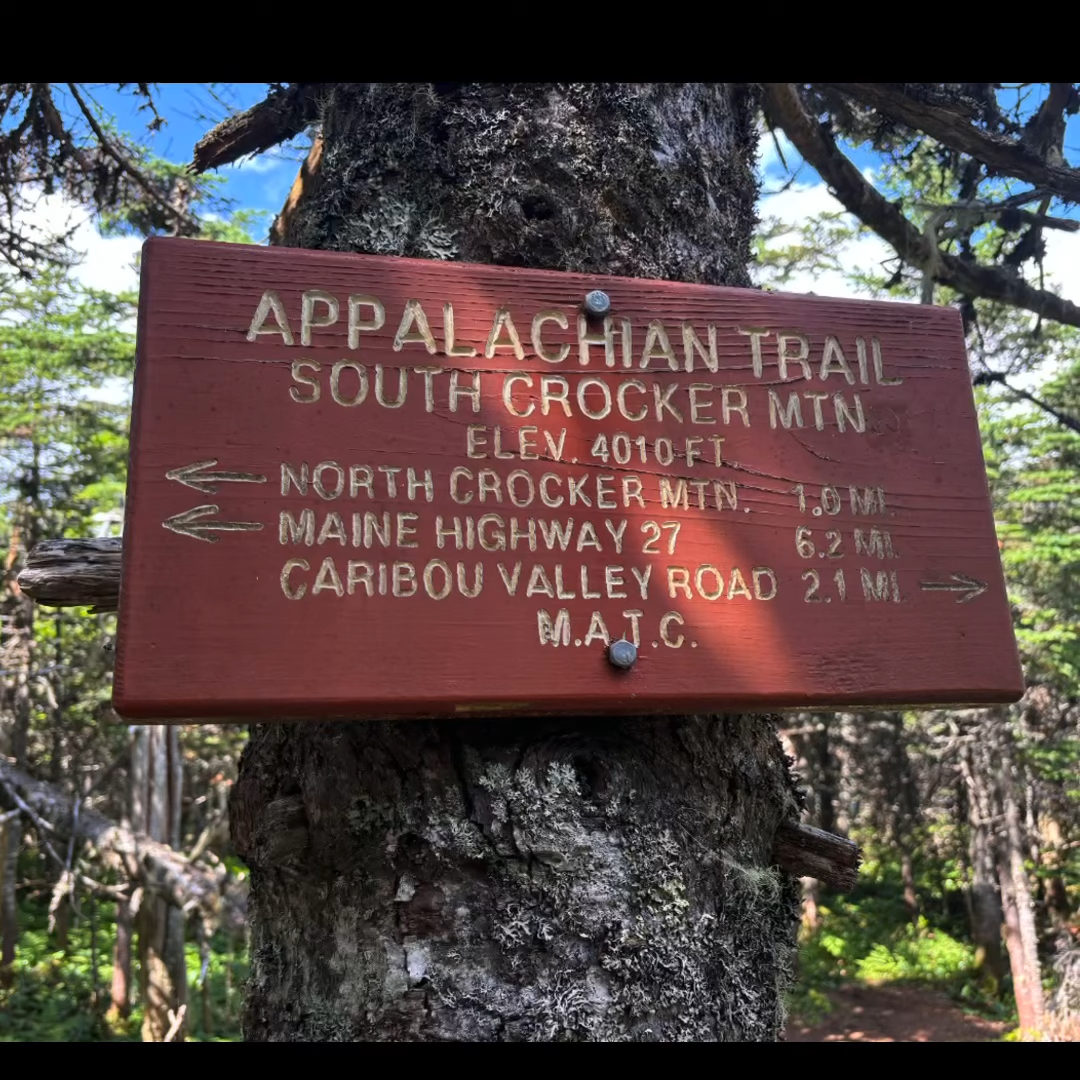 APPALACHIAN TRAIL
SOUTH CROCKER MTN.
ELEV. 4010 FT.
← NORTH CROCKER MTN. 1.0 MI.
← MAINE HIGHWAY 27 6.2 MI.
CARIBOU VALLEY ROAD 2.1 MI. →
M.A.T.C.